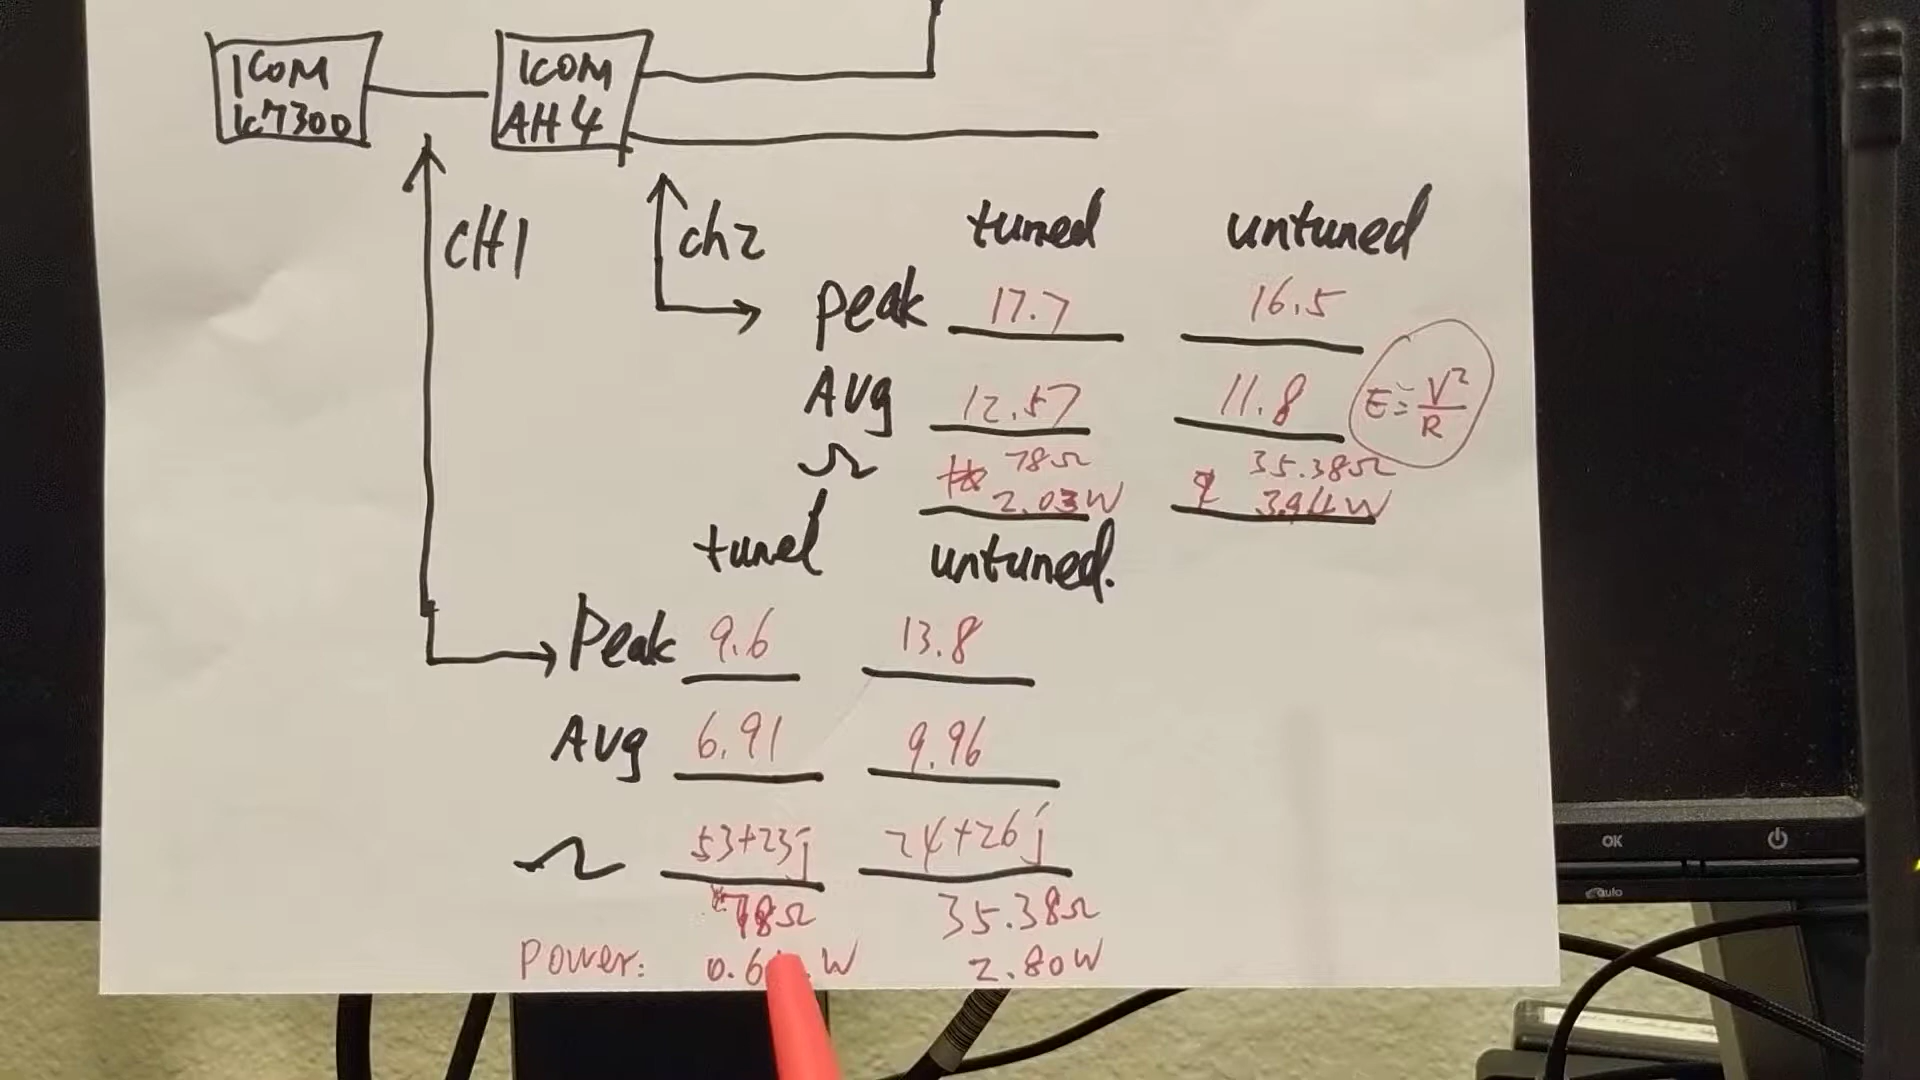 ICOM
Ic7300
ICOM
AH4
CH1
ch2
tuned untuned
peak 17.7 16.5
Avg 12.57 11.8
E = V²/R
Ω 78Ω 35.38Ω
2.03W 3.94W
tuned untuned.
Peak 9.6 13.8
Avg 6.91 9.96
Ω 53+23j 24+26j
78Ω 35.38Ω
Power: W 2.80W
OK
auto